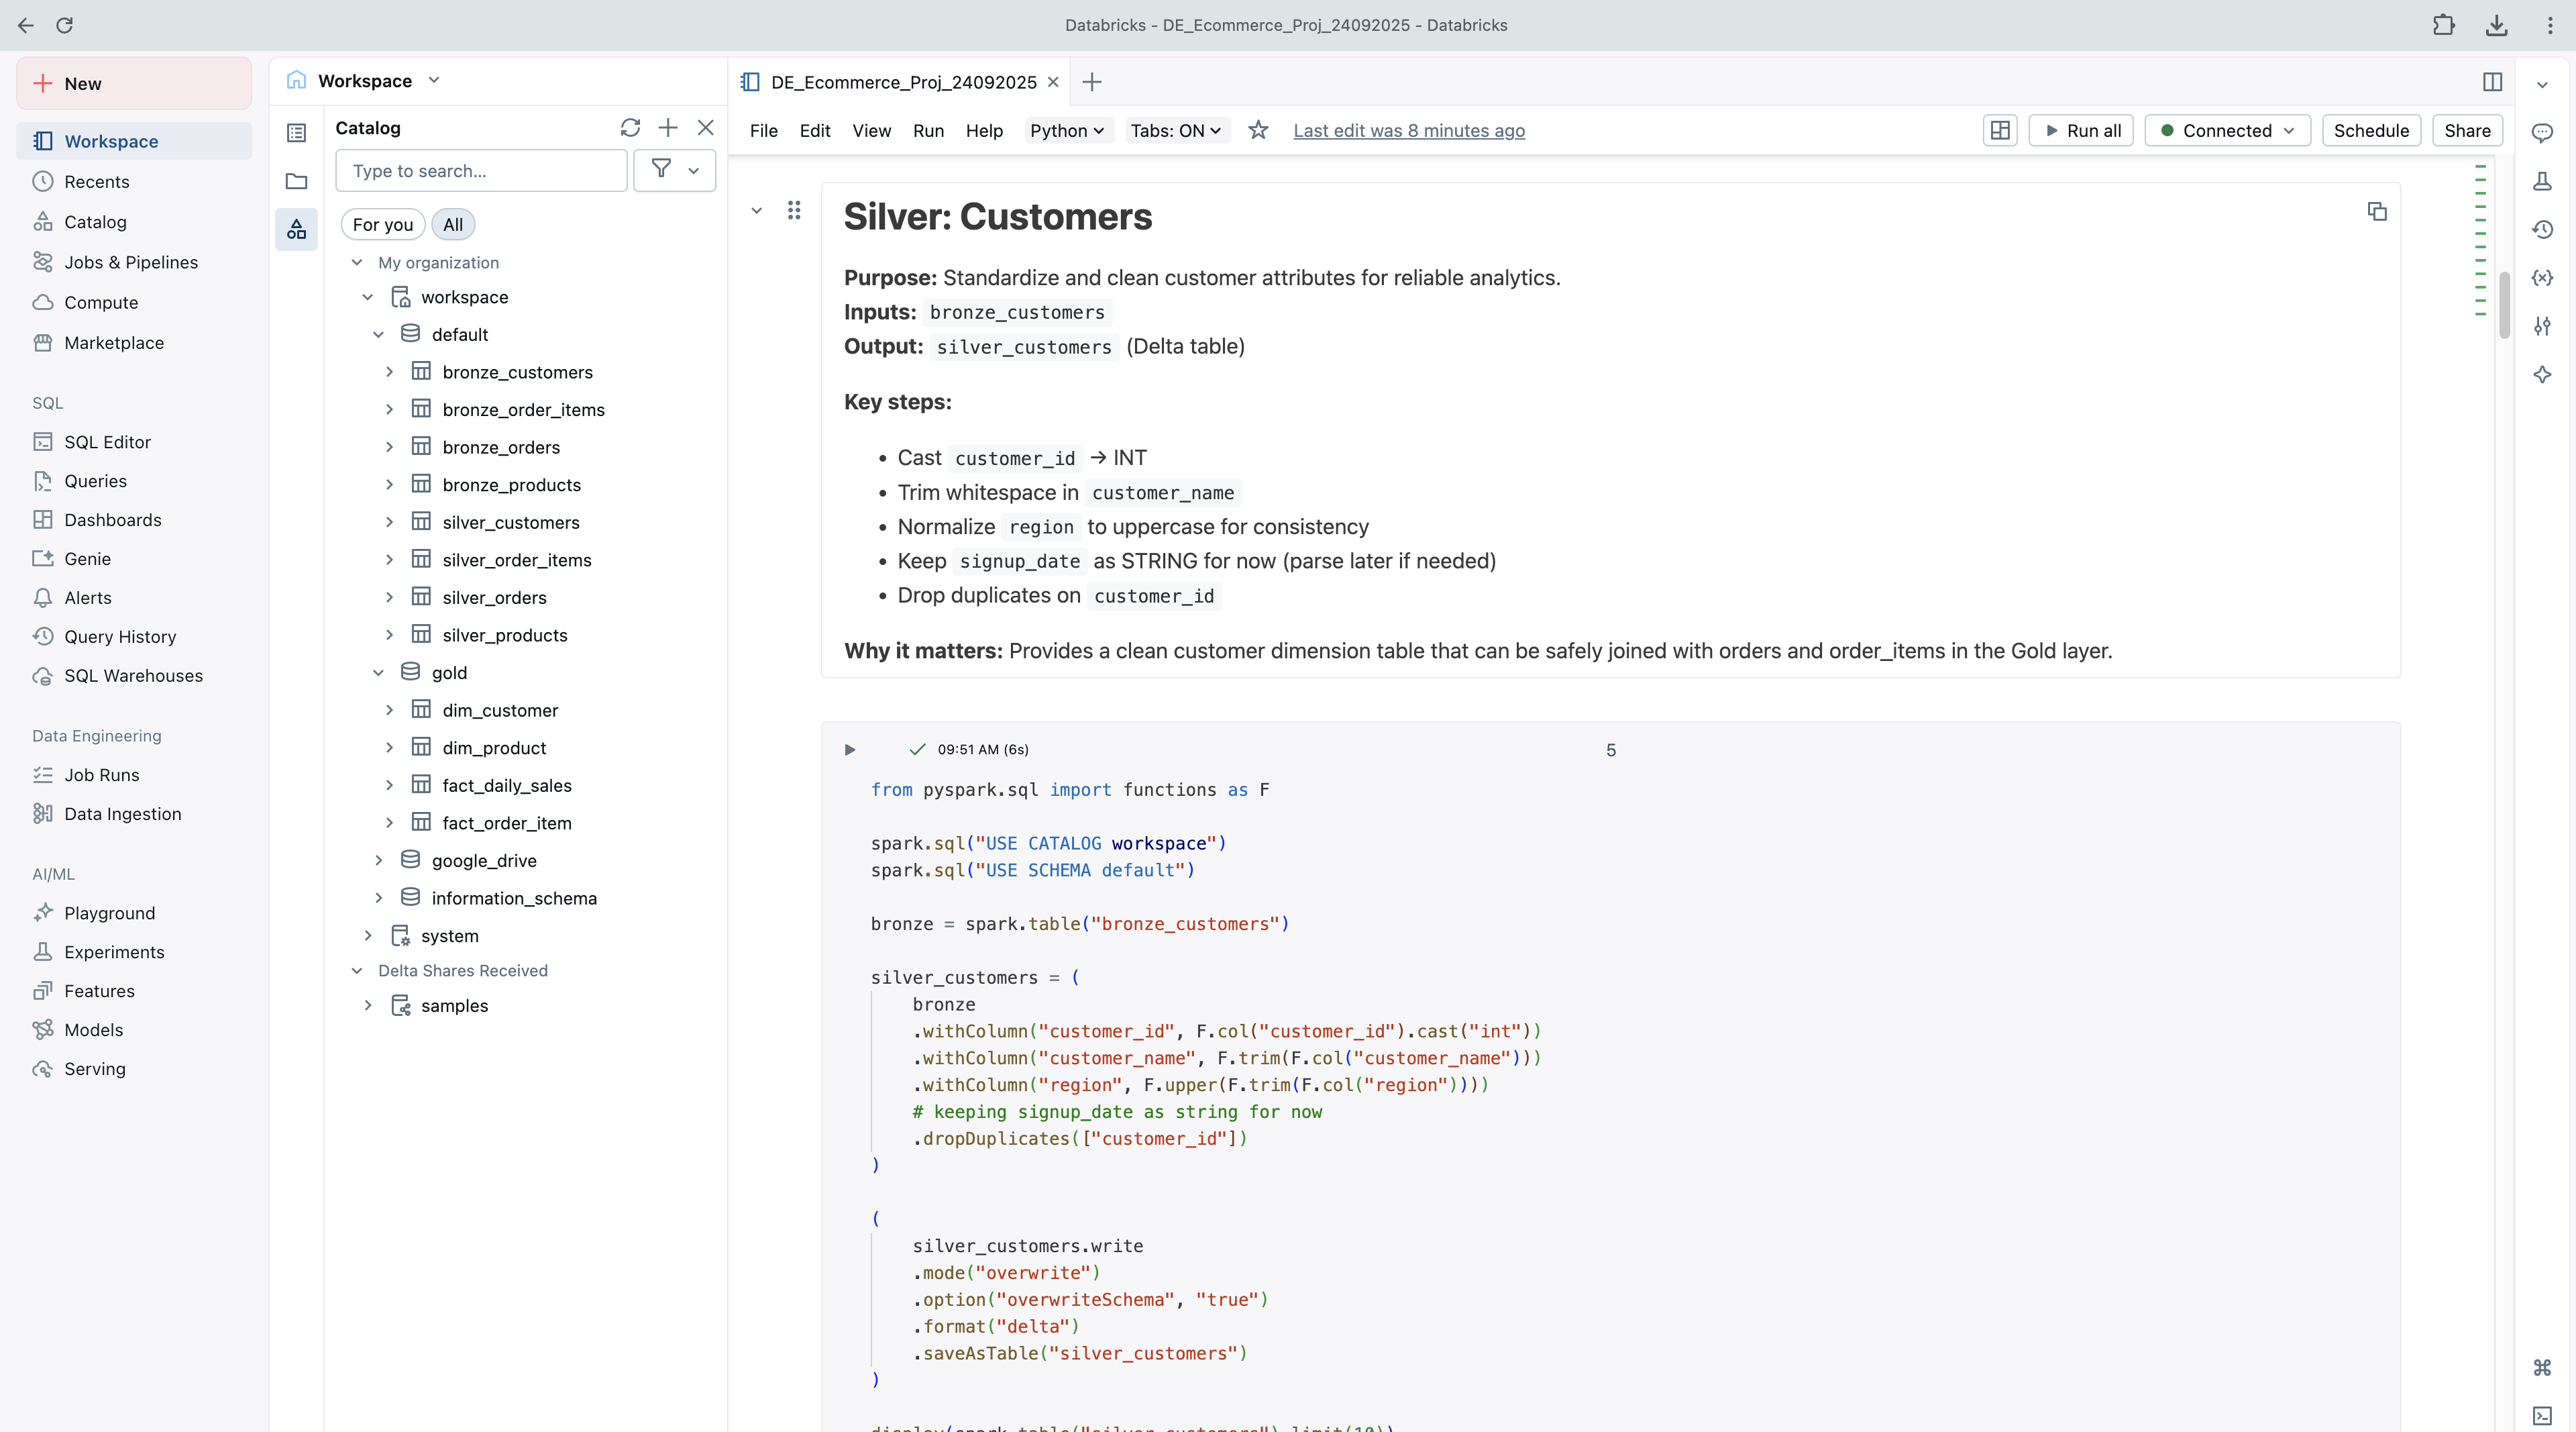 Databricks - DE_Ecommerce_Proj_24092025 - Databricks
New
Workspace
Recents
Catalog
Jobs & Pipelines
Compute
Marketplace
SQL
SQL Editor
Queries
Dashboards
Genie
Alerts
Query History
SQL Warehouses
Data Engineering
Job Runs
Data Ingestion
AI/ML
Playground
Experiments
Features
Models
Serving
Workspace
Catalog
Type to search...
For you All
My organization
workspace
default
bronze_customers
bronze_order_items
bronze_orders
bronze_products
silver_customers
silver_order_items
silver_orders
silver_products
gold
dim_customer
dim_product
fact_daily_sales
fact_order_item
google_drive
information_schema
system
Delta Shares Received
samples
DE_Ecommerce_Proj_24092025
File Edit View Run Help Python Tabs: ON Last edit was 8 minutes ago Run all Connected Schedule Share
Silver: Customers
Purpose: Standardize and clean customer attributes for reliable analytics.
Inputs: bronze_customers
Output: silver_customers (Delta table)
Key steps:
• Cast customer_id → INT
• Trim whitespace in customer_name
• Normalize region to uppercase for consistency
• Keep signup_date as STRING for now (parse later if needed)
• Drop duplicates on customer_id
Why it matters: Provides a clean customer dimension table that can be safely joined with orders and order_items in the Gold layer.
09:51 AM (6s) 5
from pyspark.sql import functions as F
spark.sql("USE CATALOG workspace")
spark.sql("USE SCHEMA default")
bronze = spark.table("bronze_customers")
silver_customers = (
bronze
.withColumn("customer_id", F.col("customer_id").cast("int"))
.withColumn("customer_name", F.trim(F.col("customer_name")))
.withColumn("region", F.upper(F.trim(F.col("region"))))
# keeping signup_date as string for now
.dropDuplicates(["customer_id"])
)
(
silver_customers.write
.mode("overwrite")
.option("overwriteSchema", "true")
.format("delta")
.saveAsTable("silver_customers")
)
display(spark.table("silver_customers").limit(10))